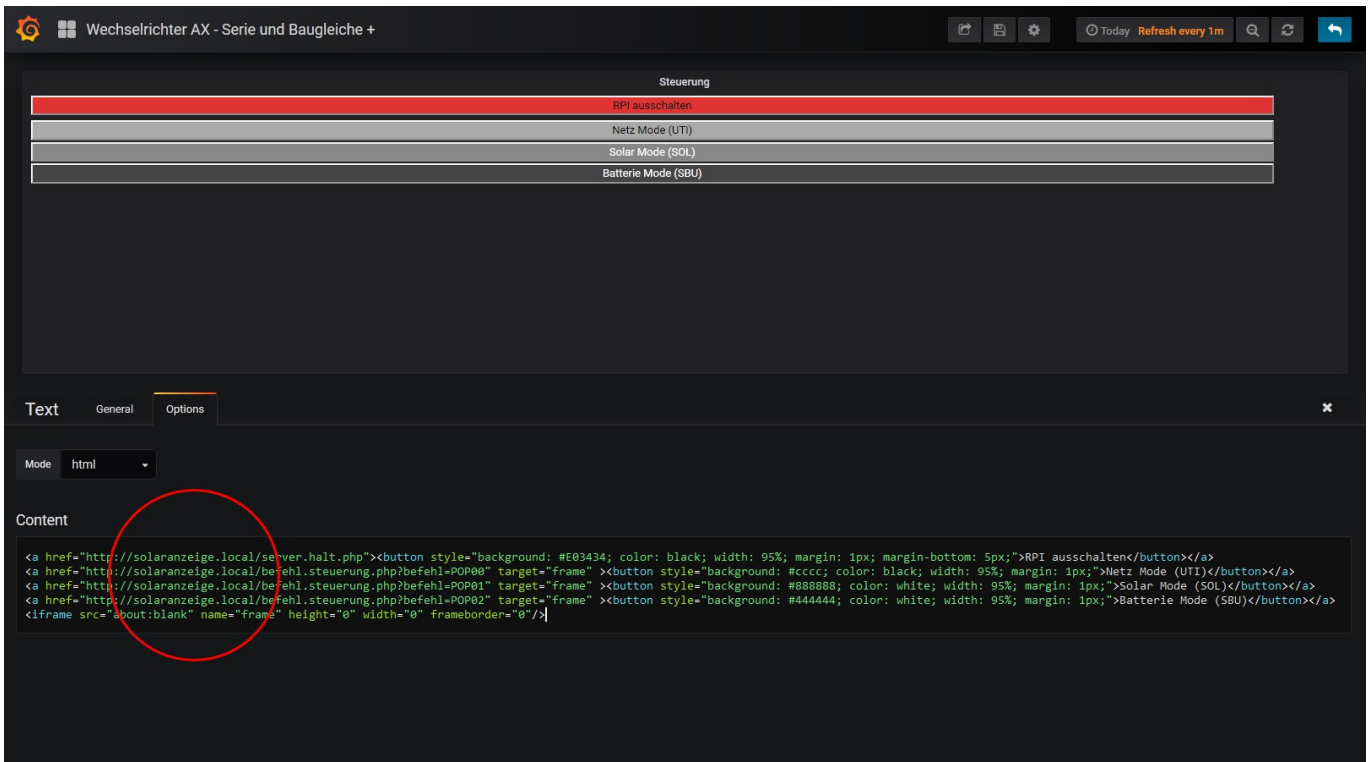 Wechselrichter AX - Serie und Baugleiche +
Today Refresh every 1m
Steuerung
RPI ausschalten
Netz Mode (UTI)
Solar Mode (SOL)
Batterie Mode (SBU)
Text General Options
Mode html
Content
<a href="http://solaranzeige.local/server.halt.php"><button style="background: #E03434; color: black; width: 95%; margin: 1px; margin-bottom: 5px;">RPI ausschalten</button></a>
<a href="http://solaranzeige.local/befehl.steuerung.php?befehl=POP00" target="frame" ><button style="background: #cccc; color: black; width: 95%; margin: 1px;">Netz Mode (UTI)</button></a>
<a href="http://solaranzeige.local/befehl.steuerung.php?befehl=POP01" target="frame" ><button style="background: #888888; color: white; width: 95%; margin: 1px;">Solar Mode (SOL)</button></a>
<a href="http://solaranzeige.local/befehl.steuerung.php?befehl=POP02" target="frame" ><button style="background: #444444; color: white; width: 95%; margin: 1px;">Batterie Mode (SBU)</button></a>
<iframe src="about:blank" name="frame" height="0" width="0" frameborder="0"/>